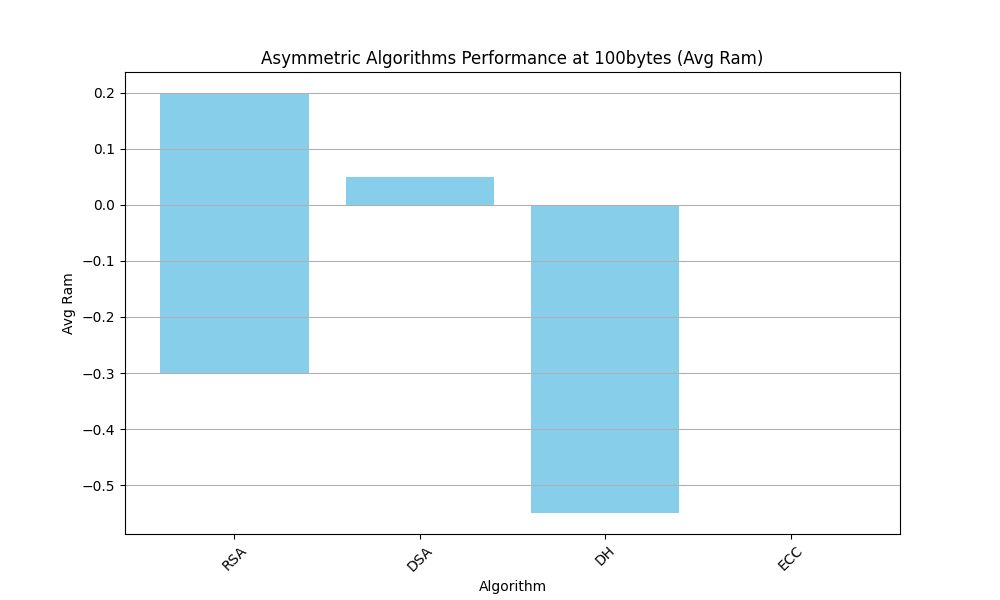 Asymmetric Algorithms Performance at 100bytes (Avg Ram)
0.2
0.1
0.0
−0.1
−0.2
−0.3
−0.4
−0.5
Avg Ram
RSA
DSA
DH
ECC
Algorithm